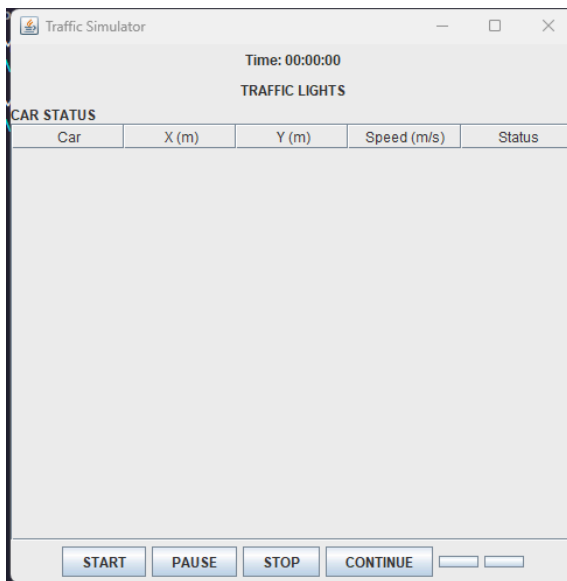 Traffic Simulator
Time: 00:00:00
TRAFFIC LIGHTS
CAR STATUS
Car X (m) Y (m) Speed (m/s) Status
START PAUSE STOP CONTINUE